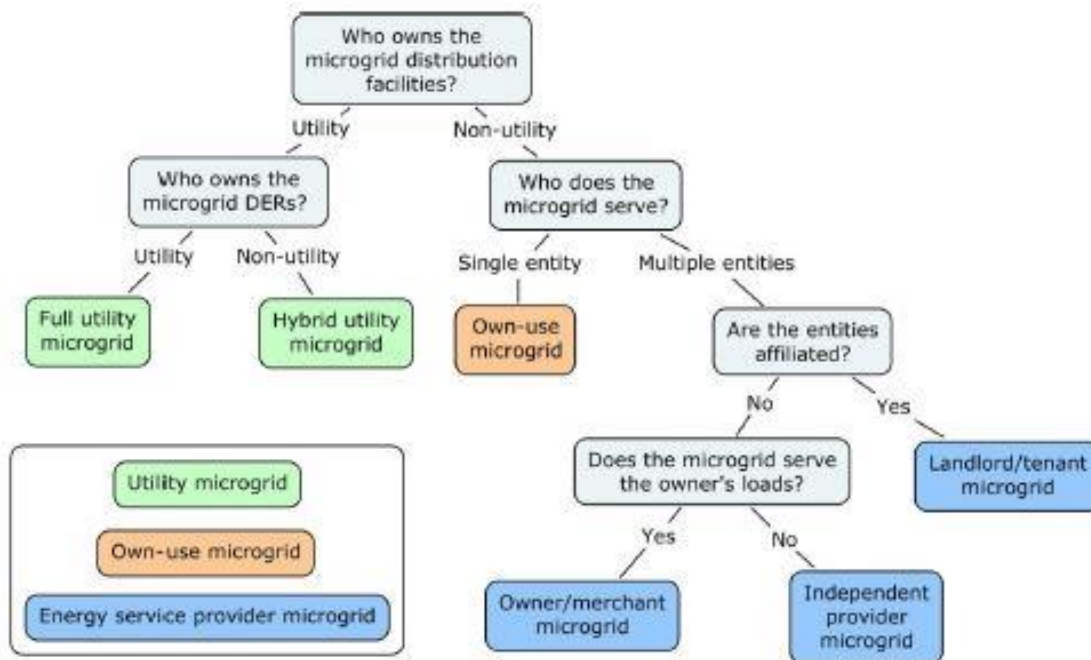 Who owns the
microgrid distribution
facilities?
Utility
Non-utility
Who owns the
microgrid DERs?
Who does the
microgrid serve?
Utility
Non-utility
Single entity
Multiple entities
Full utility
microgrid
Hybrid utility
microgrid
Own-use
microgrid
Are the entities
affiliated?
No
Yes
Does the microgrid serve
the owner's loads?
Landlord/tenant
microgrid
Yes
No
Owner/merchant
microgrid
Independent
provider
microgrid
Utility microgrid
Own-use microgrid
Energy service provider microgrid